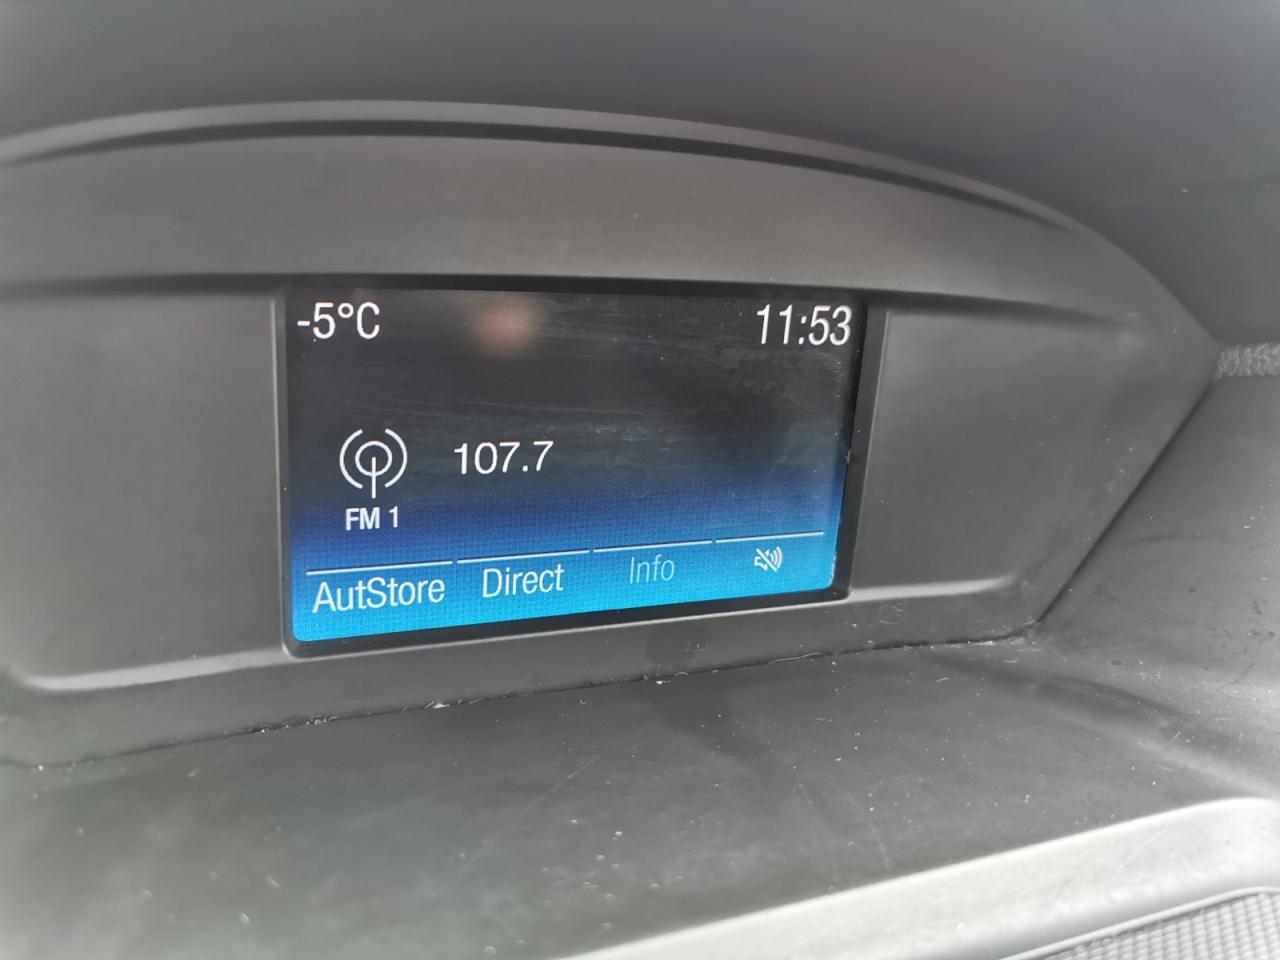 -5°C 11:53
107.7
FM 1
AutStore Direct Info